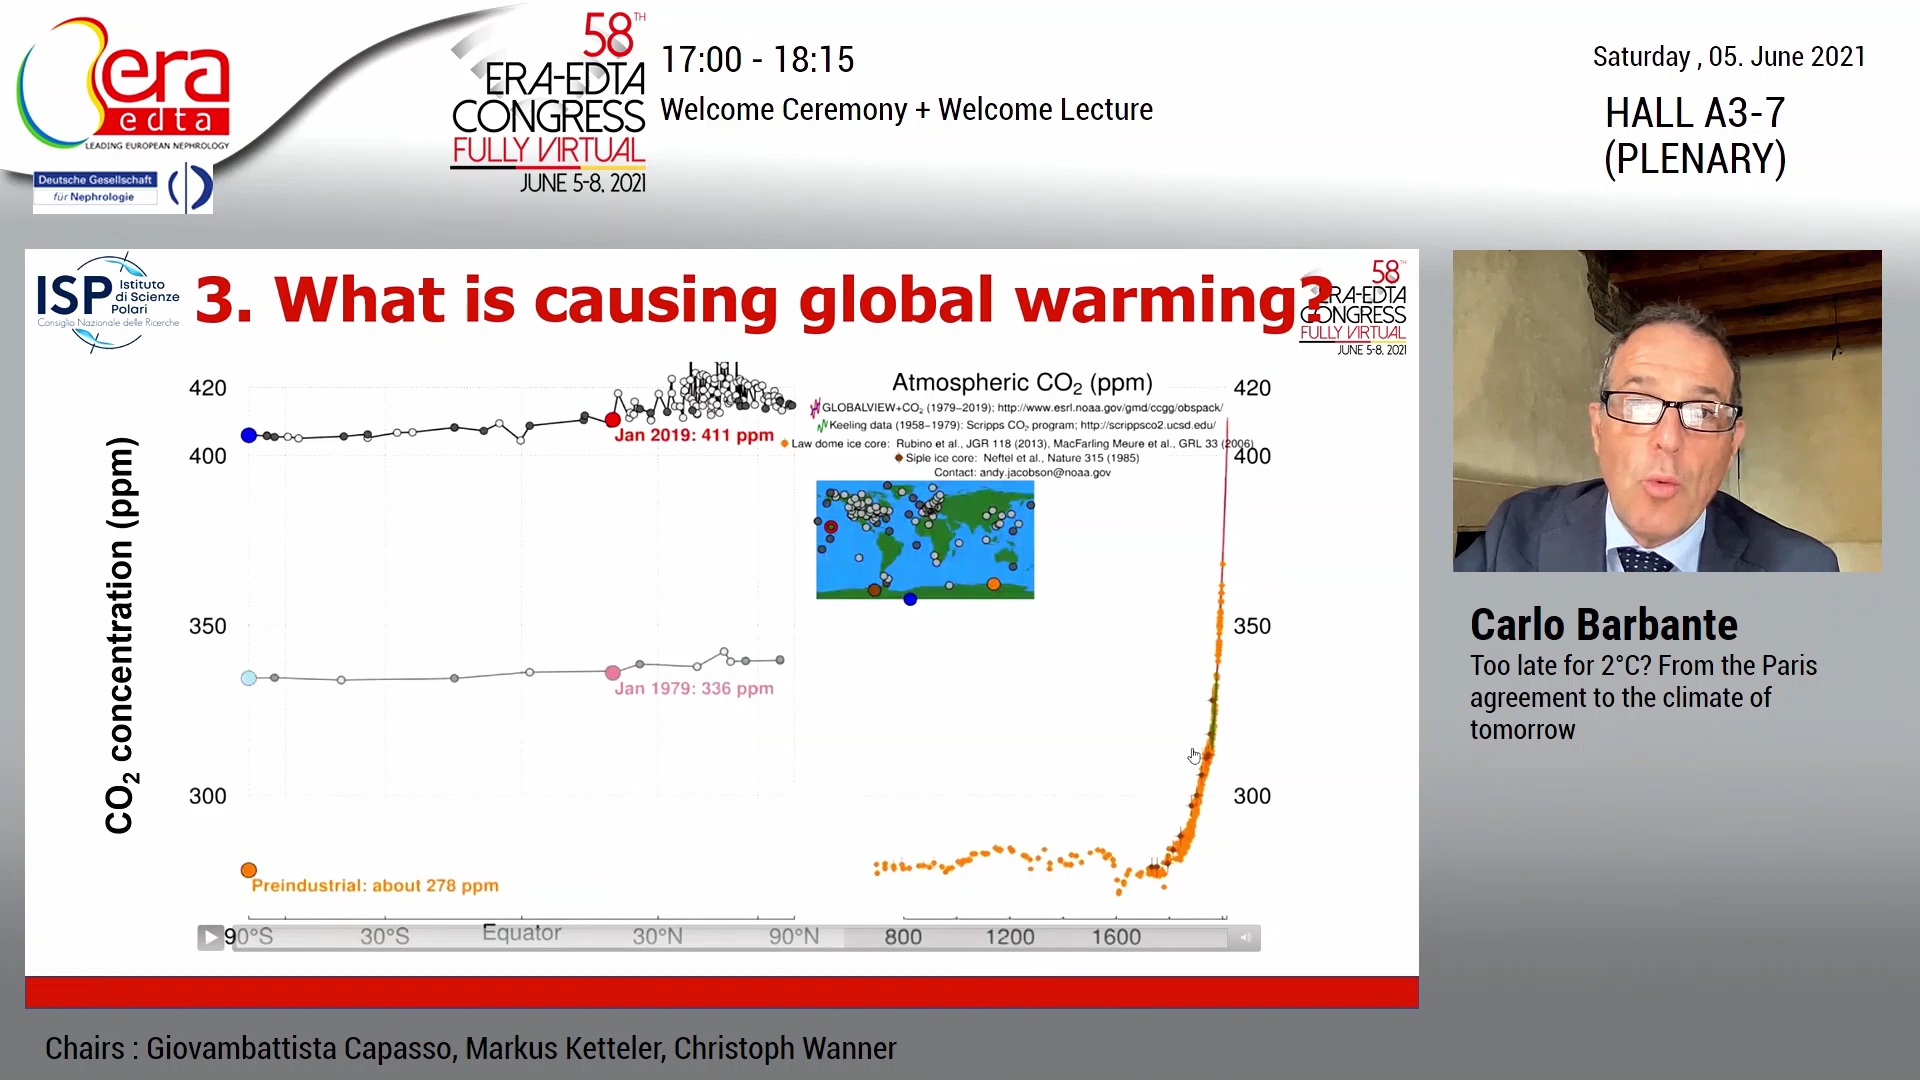 era
edta
LEADING EUROPEAN NEPHROLOGY
Deutsche Gesellschaft
für Nephrologie
58TH
ERA-EDTA
CONGRESS
FULLY VIRTUAL
JUNE 5-8, 2021
17:00 - 18:15
Welcome Ceremony + Welcome Lecture
Saturday , 05. June 2021
HALL A3-7
(PLENARY)
ISP Istituto
di Scienze
Polari
Consiglio Nazionale delle Ricerche
3. What is causing global warming?
58TH
ERA-EDTA
CONGRESS
FULLY VIRTUAL
JUNE 5-8, 2021
CO2 concentration (ppm)
420
400
350
300
Jan 2019: 411 ppm
Jan 1979: 336 ppm
Preindustrial: about 278 ppm
90°S 30°S Equator 30°N 90°N
Atmospheric CO2 (ppm)
GLOBALVIEW+CO2 (1979–2019): http://www.esrl.noaa.gov/gmd/ccgg/obspack/
Keeling data (1958–1979): Scripps CO2 program; http://scrippsco2.ucsd.edu/
Law dome ice core: Rubino et al., JGR 118 (2013), MacFarling Meure et al., GRL 33 (2006)
Siple ice core: Neftel et al., Nature 315 (1985)
Contact: andy.jacobson@noaa.gov
420
400
350
300
800 1200 1600
Carlo Barbante
Too late for 2°C? From the Paris
agreement to the climate of
tomorrow
Chairs : Giovambattista Capasso, Markus Ketteler, Christoph Wanner